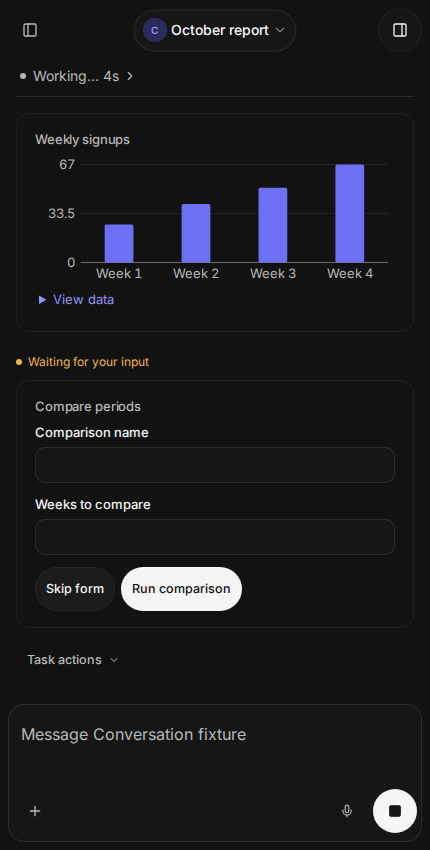 C October report
Working... 4s
Weekly signups
67
33.5
0
Week 1 Week 2 Week 3 Week 4
View data
Waiting for your input
Compare periods
Comparison name
Weeks to compare
Skip form Run comparison
Task actions
Message Conversation fixture